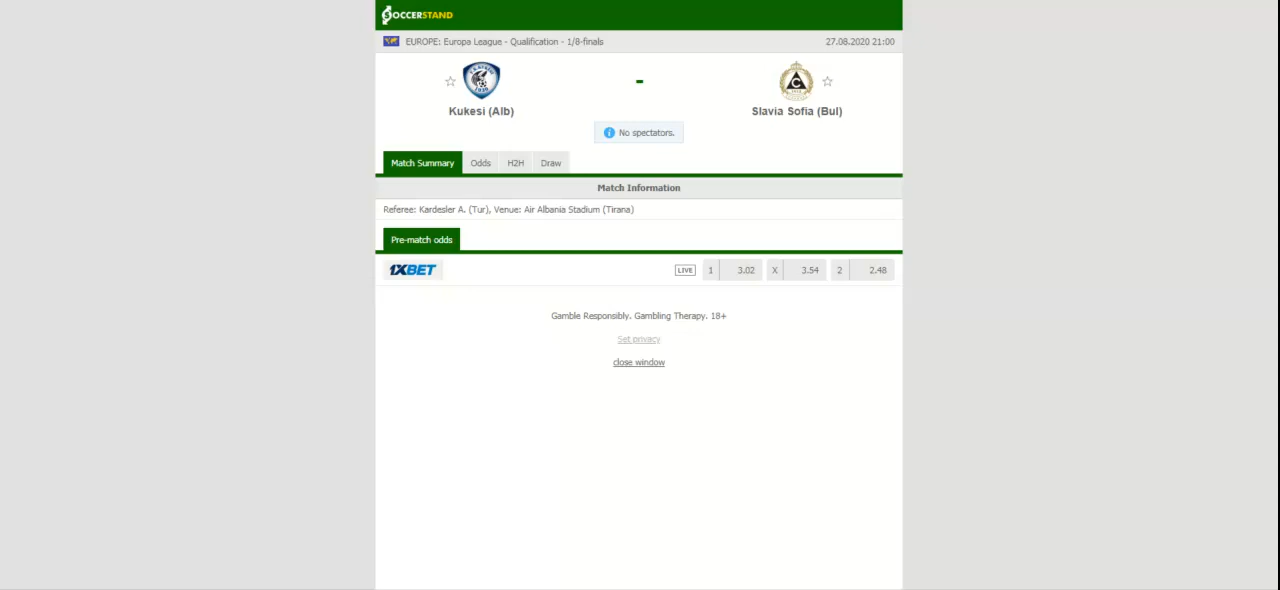 SOCCERSTAND
EUROPE: Europa League - Qualification - 1/8-finals 27.08.2020 21:00
Kukesi (Alb) - Slavia Sofia (Bul)
No spectators.
Match Summary Odds H2H Draw
Match Information
Referee: Kardesler A. (Tur), Venue: Air Albania Stadium (Tirana)
Pre-match odds
1XBET LIVE 1 3.02 X 3.54 2 2.48
Gamble Responsibly. Gambling Therapy. 18+
Set privacy
close window